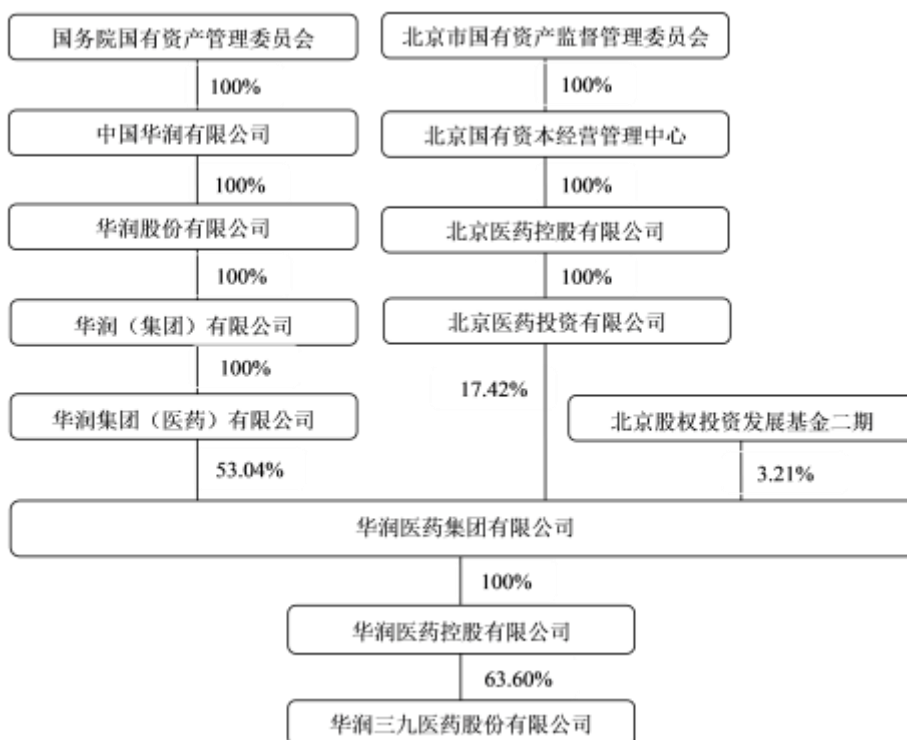 国务院国有资产管理委员会
北京市国有资产监督管理委员会
100%
100%
中国华润有限公司
北京国有资本经营管理中心
100%
100%
华润股份有限公司
北京医药控股有限公司
100%
100%
华润（集团）有限公司
北京医药投资有限公司
100%
17.42%
华润集团（医药）有限公司
北京股权投资发展基金二期
53.04%
3.21%
华润医药集团有限公司
100%
华润医药控股有限公司
63.60%
华润三九医药股份有限公司